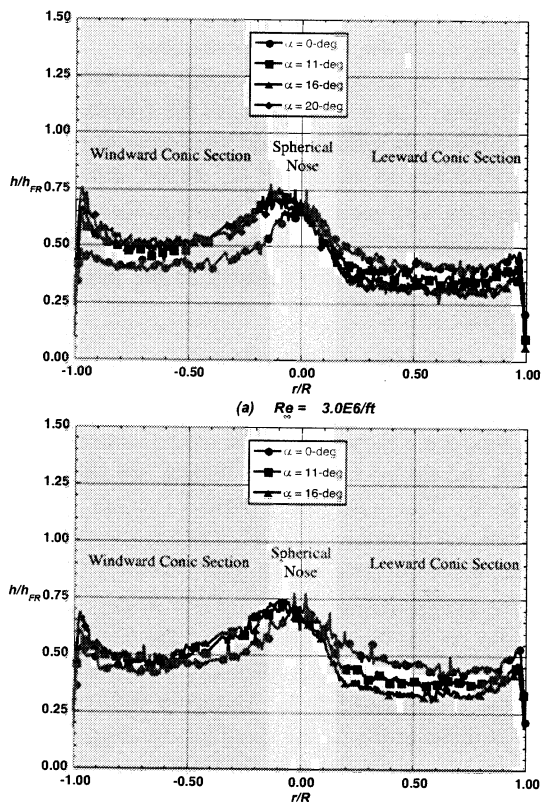 1.50
α = 0-deg
α = 11-deg
α = 16-deg
α = 20-deg
1.25
1.00
Windward Conic Section
Spherical
Nose
Leeward Conic Section
h/hFR
0.75
0.50
0.25
0.00
-1.00 -0.50 0.00 0.50 1.00
r/R
(a) Re∞ = 3.0E6/ft
1.50
α = 0-deg
α = 11-deg
α = 16-deg
1.25
1.00
Windward Conic Section
Spherical
Nose
Leeward Conic Section
h/hFR
0.75
0.50
0.25
0.00
-1.00 -0.50 0.00 0.50 1.00
r/R